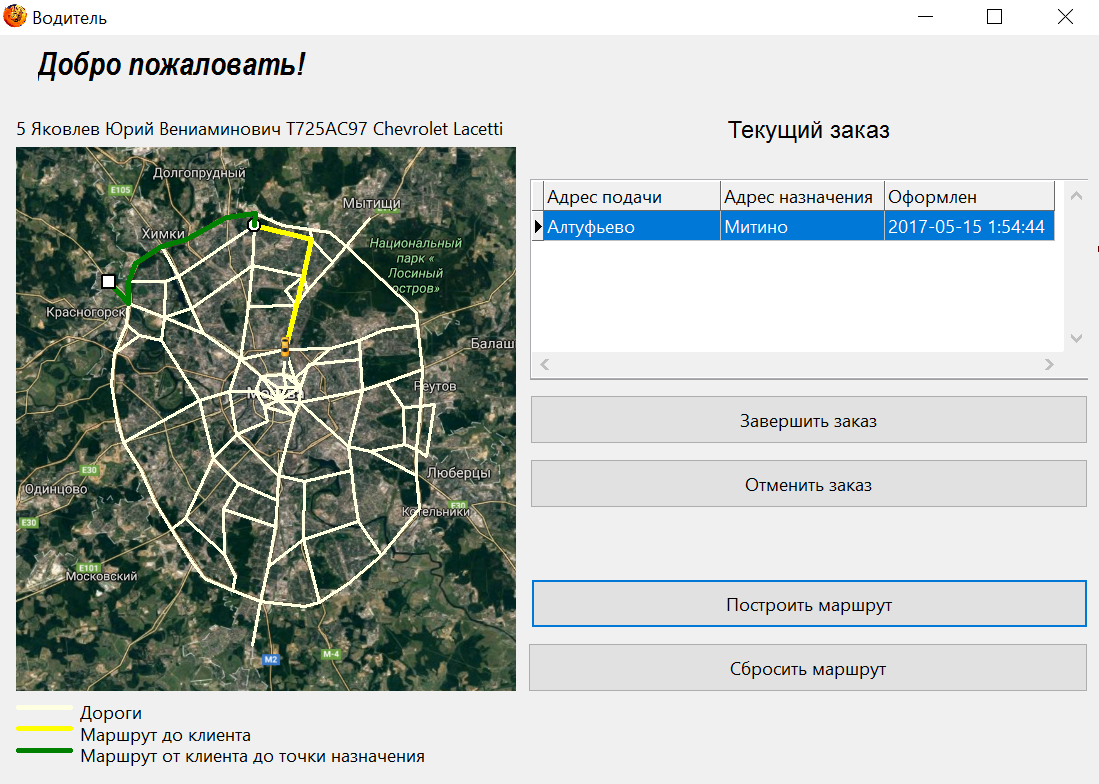 Водитель
Добро пожаловать!
5 Яковлев Юрий Вениаминович Т725АС97 Chevrolet Lacetti
Текущий заказ
Адрес подачи Адрес назначения Оформлен
Алтуфьево Митино 2017-05-15 1:54:44
Завершить заказ
Отменить заказ
Построить маршрут
Сбросить маршрут
Долгопрудный
E105
Мытищи
Химки
Национальный
парк «
Лосиный
остров»
Красногорск
Балаш
Москва
Реутов
E30
Люберцы
Одинцово
E30
Котельники
E30
E101
Московский
M-4
M2
Дороги
Маршрут до клиента
Маршрут от клиента до точки назначения